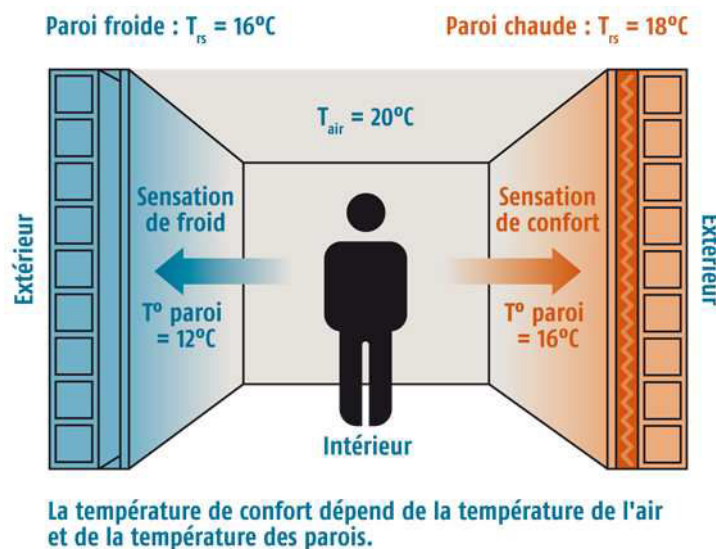 Paroi froide : Trs = 16°C
Paroi chaude : Trs = 18°C
Tair = 20°C
Extérieur
Sensation
de froid
T° paroi
= 12°C
Sensation
de confort
T° paroi
= 16°C
Extérieur
Intérieur
La température de confort dépend de la température de l'air
et de la température des parois.